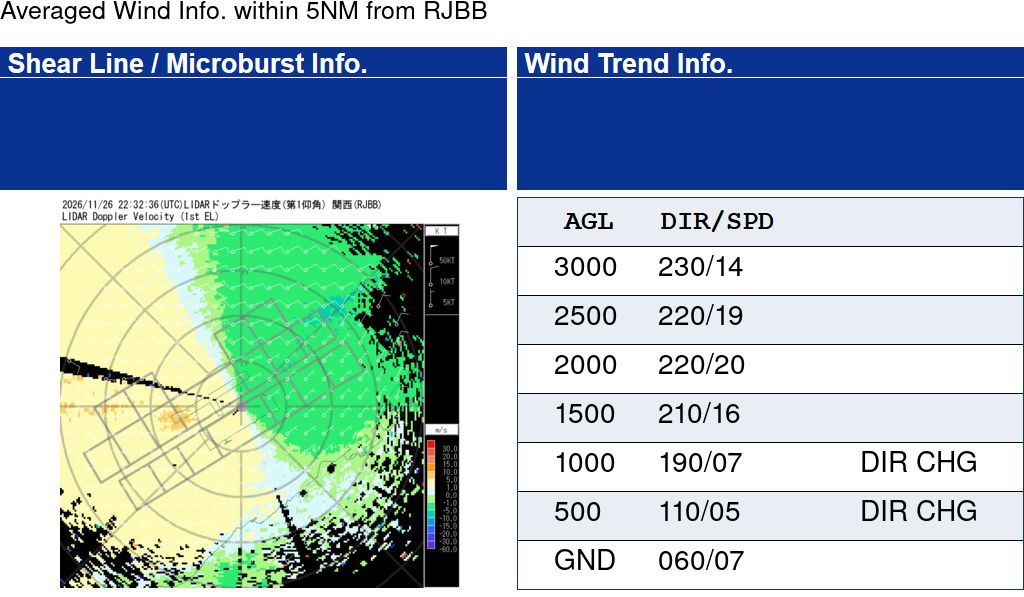 Averaged Wind Info. within 5NM from RJBB
Shear Line / Microburst Info.
Wind Trend Info.
2026/11/26 22:32:36(UTC)LIDARドップラー速度(第1仰角) 関西(RJBB)
LIDAR Doppler Velocity (1st EL)
KT
50KT
10KT
5KT
m/s
30.0
20.0
15.0
10.0
5.0
1.0
0.0
-1.0
-5.0
-10.0
-15.0
-20.0
-30.0
-60.0
AGL DIR/SPD
3000 230/14
2500 220/19
2000 220/20
1500 210/16
1000 190/07 DIR CHG
500 110/05 DIR CHG
GND 060/07